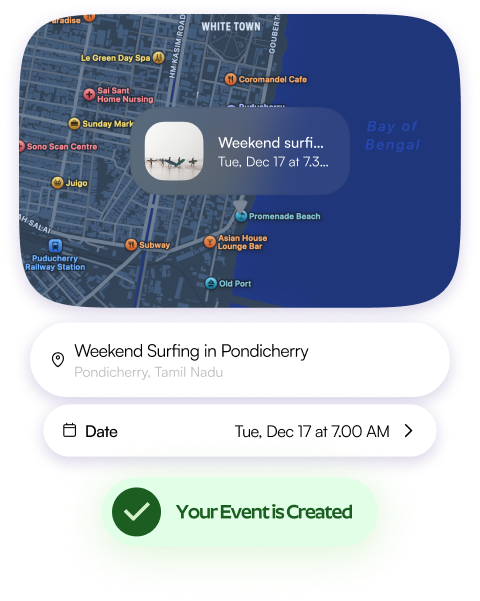 aradise
WHITE TOWN
HM KASIM ROAD
GOUBERT
Le Green Day Spa
Coromandel Cafe
Sai Sant
Home Nursing
Puducherry
Sunday Mark
Bay of
Bengal
Weekend surfi...
Tue, Dec 17 at 7.3...
Sono Scan Centre
Juigo
AH SALAI
Promenade Beach
Subway
Asian House
Lounge Bar
Puducherry
Railway Station
Old Port
Weekend Surfing in Pondicherry
Pondicherry, Tamil Nadu
Date
Tue, Dec 17 at 7.00 AM
Your Event is Created